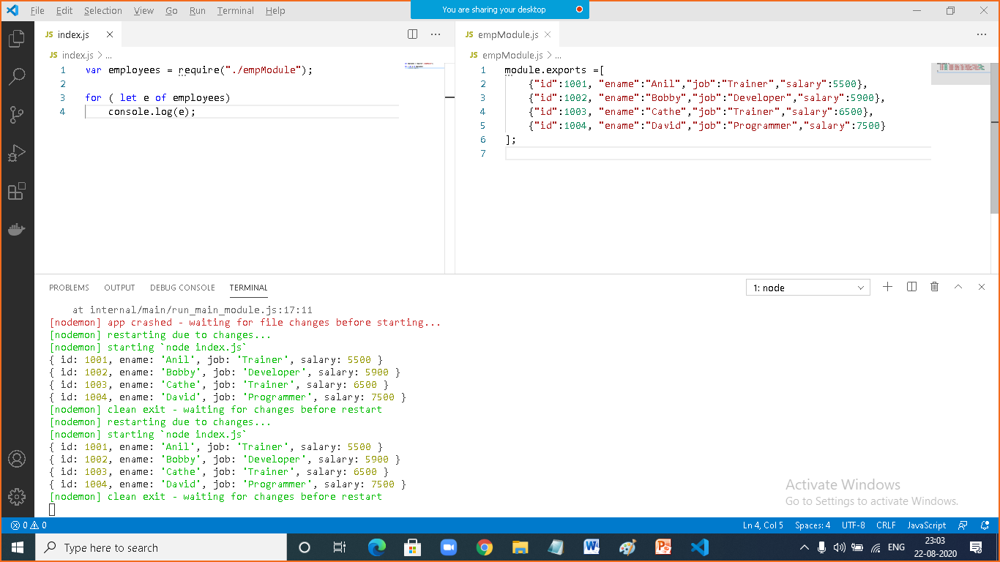 File Edit Selection View Go Run Terminal Help
You are sharing your desktop
JS index.js
JS empModule.js
JS index.js > ...
JS empModule.js > ...
1 var employees = require("./empModule");
2
3 for ( let e of employees)
4 console.log(e);
1 module.exports =[
2 {"id":1001, "ename":"Anil","job":"Trainer","salary":5500},
3 {"id":1002, "ename":"Bobby","job":"Developer","salary":5900},
4 {"id":1003, "ename":"Cathe","job":"Trainer","salary":6500},
5 {"id":1004, "ename":"David","job":"Programmer","salary":7500}
6 ];
7
PROBLEMS OUTPUT DEBUG CONSOLE TERMINAL
1: node
at internal/main/run_main_module.js:17:11
[nodemon] app crashed - waiting for file changes before starting...
[nodemon] restarting due to changes...
[nodemon] starting `node index.js`
{ id: 1001, ename: 'Anil', job: 'Trainer', salary: 5500 }
{ id: 1002, ename: 'Bobby', job: 'Developer', salary: 5900 }
{ id: 1003, ename: 'Cathe', job: 'Trainer', salary: 6500 }
{ id: 1004, ename: 'David', job: 'Programmer', salary: 7500 }
[nodemon] clean exit - waiting for changes before restart
[nodemon] restarting due to changes...
[nodemon] starting `node index.js`
{ id: 1001, ename: 'Anil', job: 'Trainer', salary: 5500 }
{ id: 1002, ename: 'Bobby', job: 'Developer', salary: 5900 }
{ id: 1003, ename: 'Cathe', job: 'Trainer', salary: 6500 }
{ id: 1004, ename: 'David', job: 'Programmer', salary: 7500 }
[nodemon] clean exit - waiting for changes before restart
Activate Windows
Go to Settings to activate Windows.
0 0
Ln 4, Col 5 Spaces: 4 UTF-8 CRLF JavaScript
Type here to search
ENG
23:03
22-08-2020